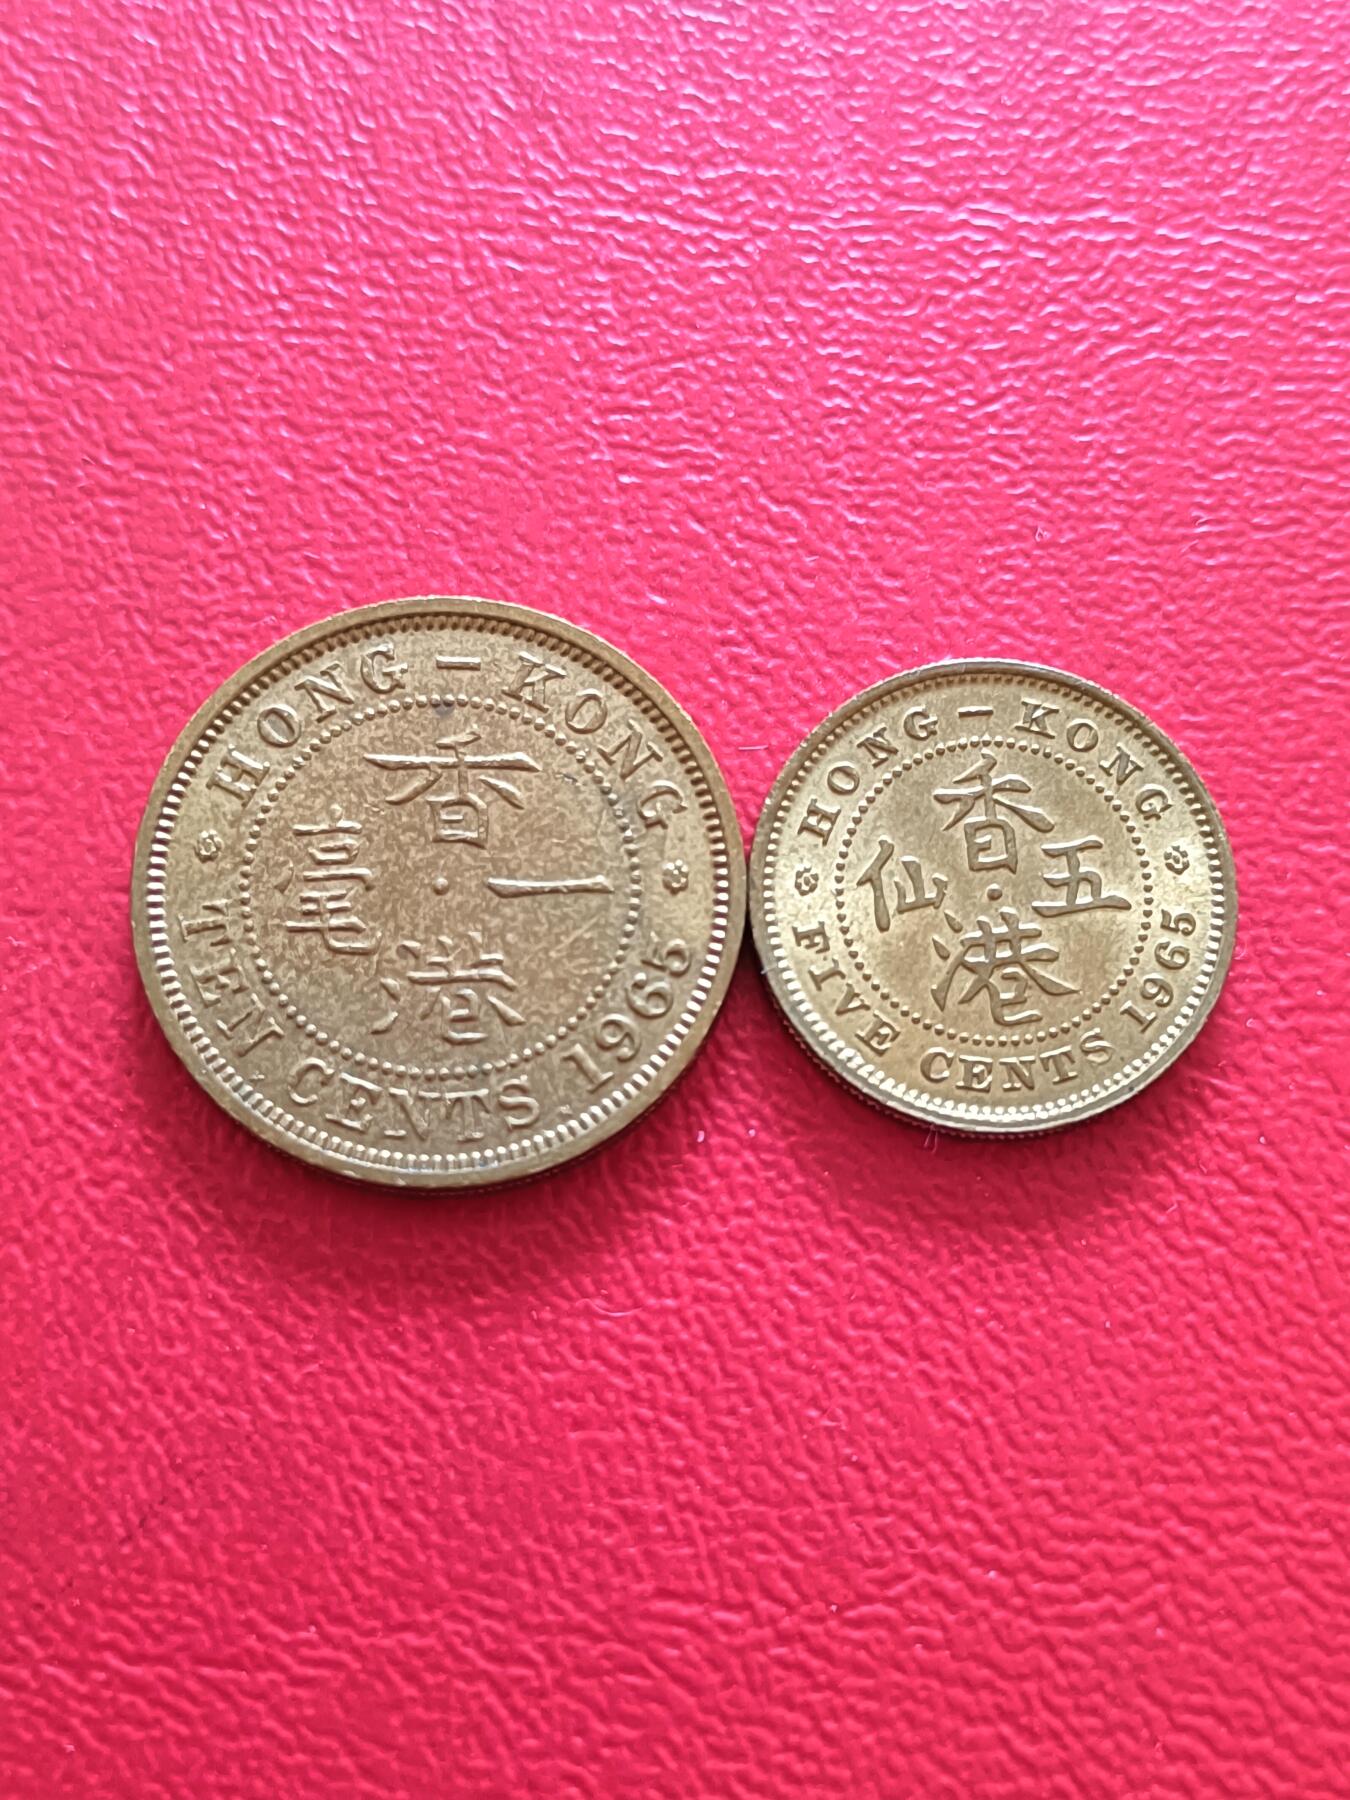 HONG - KONG
香港
一毫
TEN CENTS 1965
HONG - KONG
香港
五仙
FIVE CENTS 1965